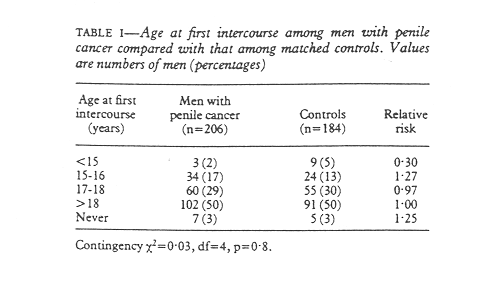 TABLE I—Age at first intercourse among men with penile
cancer compared with that among matched controls. Values
are numbers of men (percentages)
Age at first intercourse (years) Men with penile cancer (n=206) Controls (n=184) Relative risk
<15 3 (2) 9 (5) 0·30
15-16 34 (17) 24 (13) 1·27
17-18 60 (29) 55 (30) 0·97
>18 102 (50) 91 (50) 1·00
Never 7 (3) 5 (3) 1·25
Contingency χ²=0·03, df=4, p=0·8.